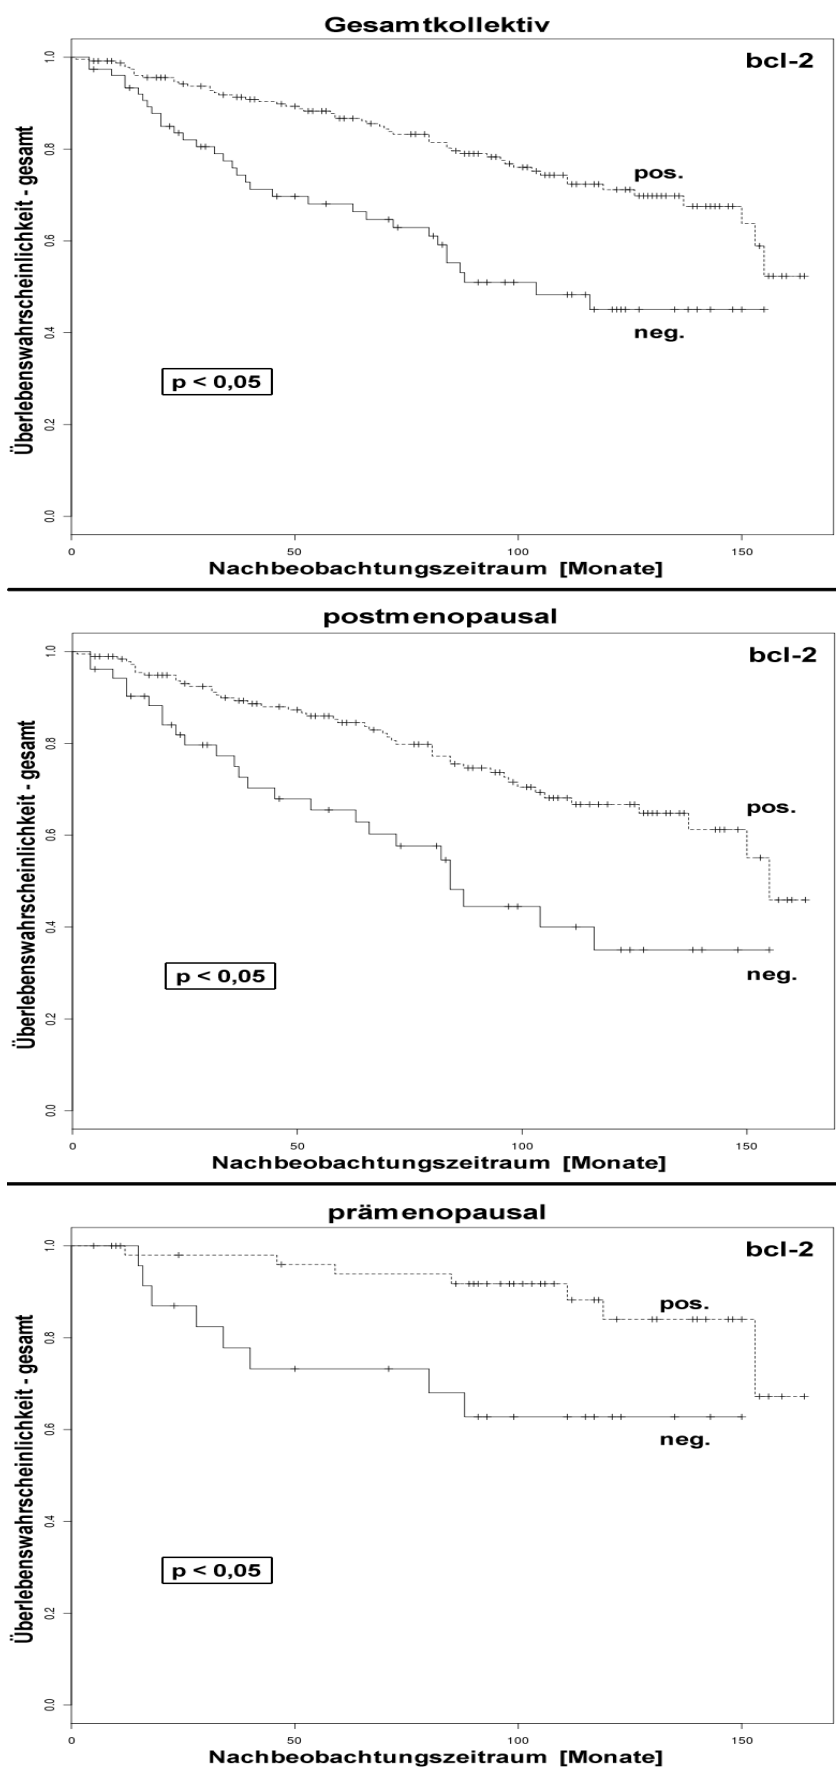 Gesamtkollektiv
bcl-2
Überlebenswahrscheinlichkeit - gesamt
1.0
0.8
0.6
0.4
0.2
0.0
pos.
neg.
p < 0,05
0 50 100 150
Nachbeobachtungszeitraum [Monate]
postmenopausal
bcl-2
Überlebenswahrscheinlichkeit - gesamt
1.0
0.8
0.6
0.4
0.2
0.0
pos.
neg.
p < 0,05
0 50 100 150
Nachbeobachtungszeitraum [Monate]
prämenopausal
bcl-2
Überlebenswahrscheinlichkeit - gesamt
1.0
0.8
0.6
0.4
0.2
0.0
pos.
neg.
p < 0,05
0 50 100 150
Nachbeobachtungszeitraum [Monate]